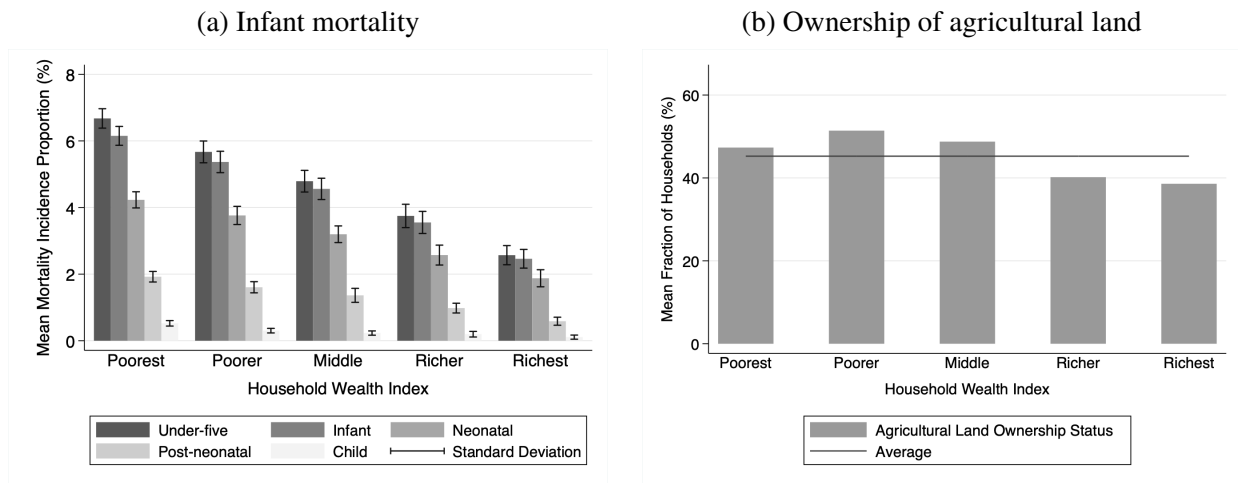 (a) Infant mortality
Mean Mortality Incidence Proportion (%)
8
6
4
2
0
Poorest Poorer Middle Richer Richest
Household Wealth Index
Under-five Infant Neonatal
Post-neonatal Child Standard Deviation
(b) Ownership of agricultural land
Mean Fraction of Households (%)
60
40
20
0
Poorest Poorer Middle Richer Richest
Household Wealth Index
Agricultural Land Ownership Status
Average